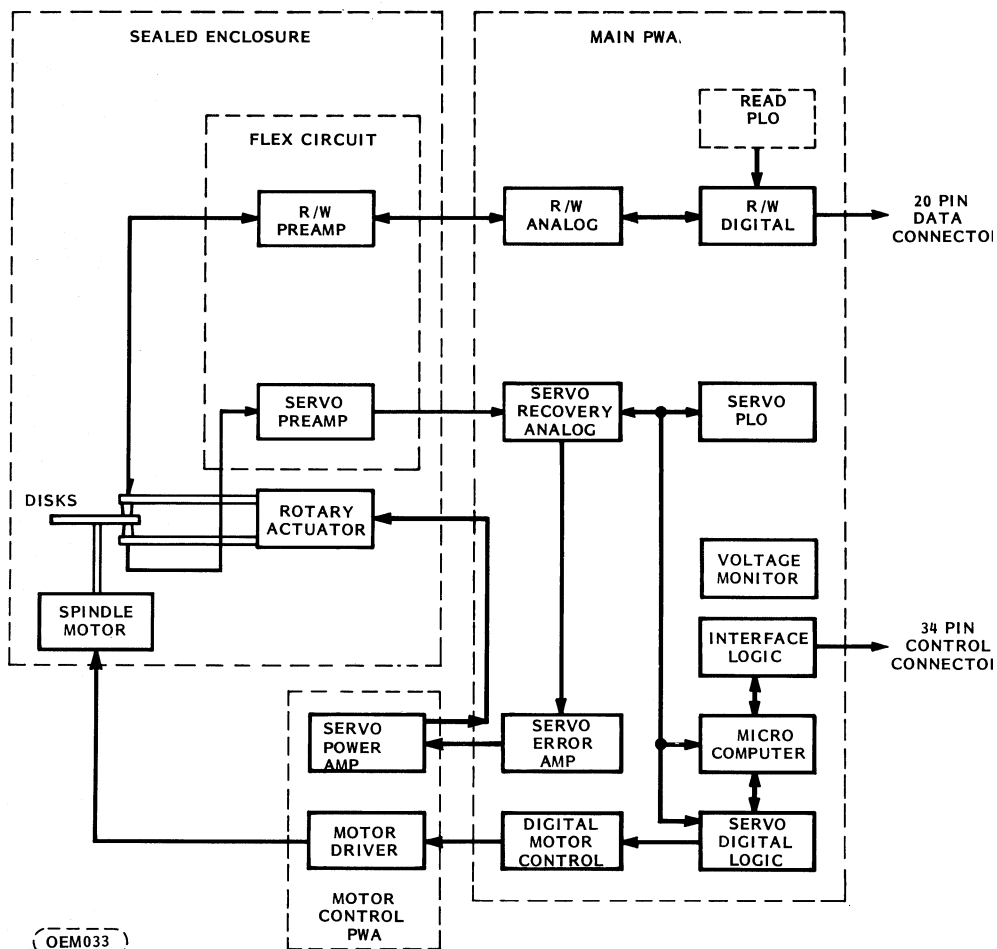 SEALED ENCLOSURE
MAIN PWA.
READ
PLO
FLEX CIRCUIT
R/W
PREAMP
R/W
ANALOG
R/W
DIGITAL
20 PIN
DATA
CONNECTOR
SERVO
PREAMP
SERVO
RECOVERY
ANALOG
SERVO
PLO
DISKS
ROTARY
ACTUATOR
VOLTAGE
MONITOR
SPINDLE
MOTOR
INTERFACE
LOGIC
34 PIN
CONTROL
CONNECTOR
SERVO
POWER
AMP
SERVO
ERROR
AMP
MICRO
COMPUTER
MOTOR
DRIVER
DIGITAL
MOTOR
CONTROL
SERVO
DIGITAL
LOGIC
MOTOR
CONTROL
PWA
OEM033